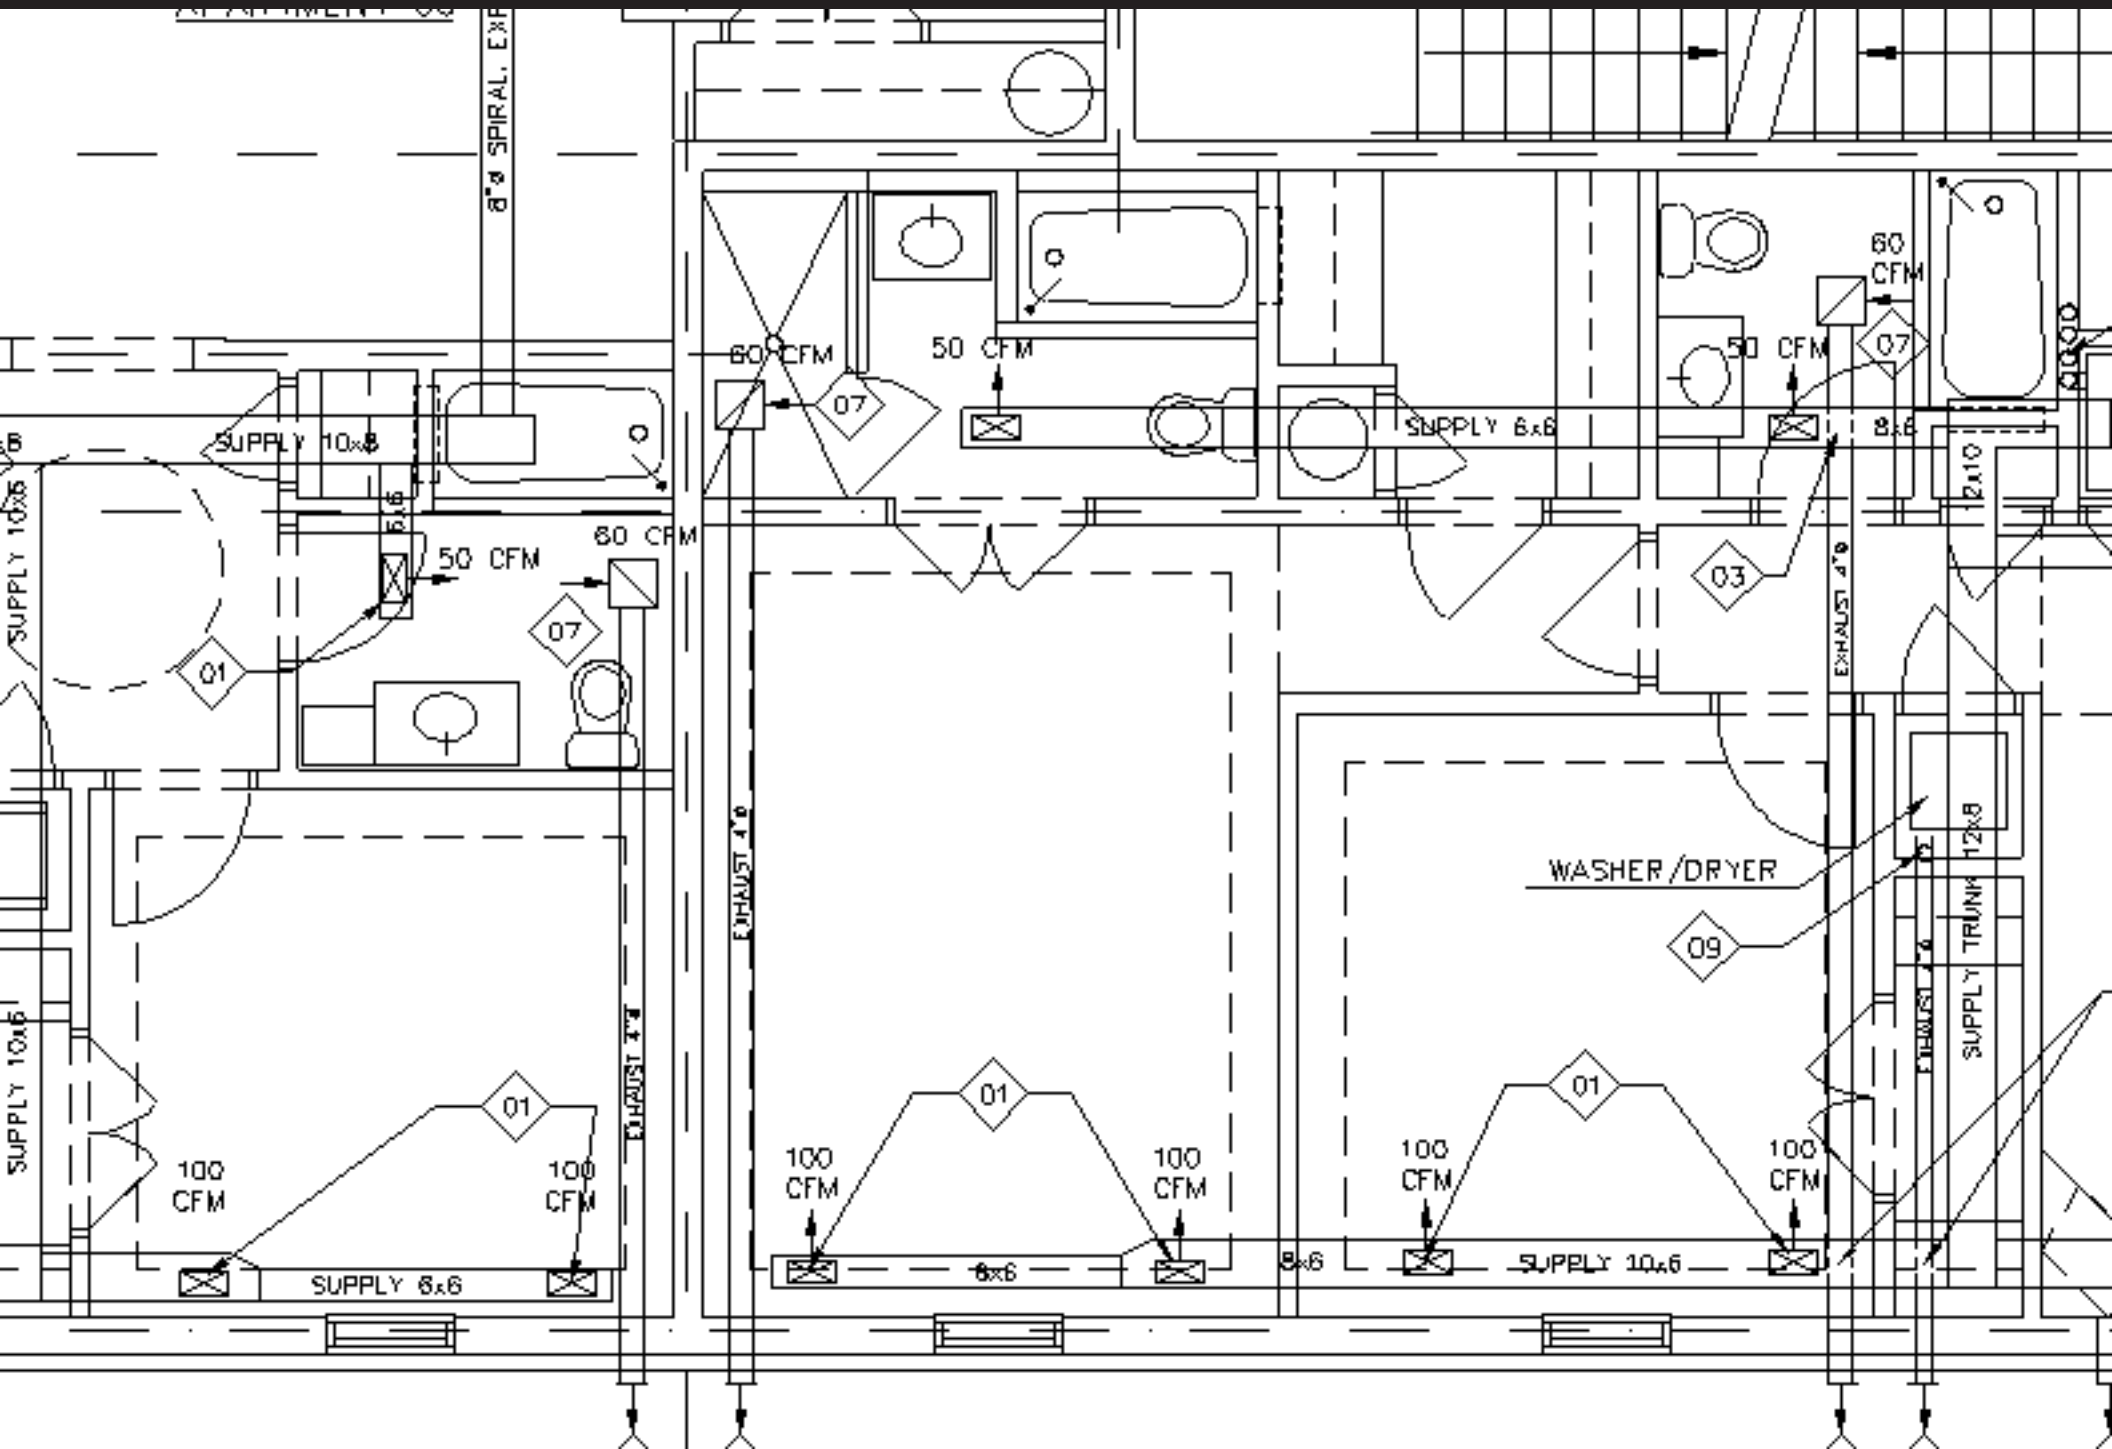 8"ø SPIRAL, EX
60
CFM
60 CFM
50 CFM
07
50 CFM
07
SUPPLY 10x8
SUPPLY 6x6
8x6
x8
12x10
6x6
SUPPLY 10x6
60 CFM
50 CFM
07
03
EXHAUST 4"ø
01
EXHAUST 4"ø
WASHER/DRYER
12x8
SUPPLY TRUNK
09
EXHAUST 4"ø
SUPPLY 10x6
EXHAUST 4"ø
01
01
01
100
CFM
100
CFM
100
CFM
100
CFM
100
CFM
100
CFM
SUPPLY 6x6
8x6
SUPPLY 10x6